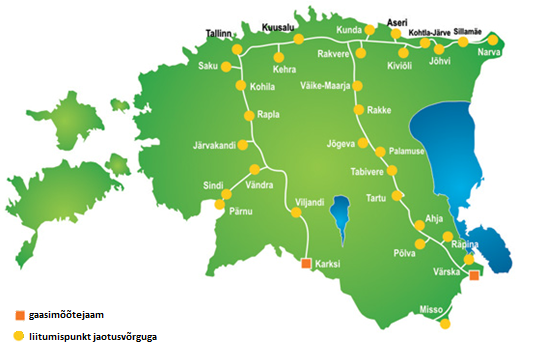 Kunda
Aseri
Kuusalu
Tallinn
Kohtla-Järve
Sillamäe
Rakvere
Kiviõli
Jõhvi
Narva
Saku
Kehra
Kohila
Väike-Maarja
Rapla
Rakke
Järvakandi
Jõgeva
Palamuse
Tabivere
Vändra
Sindi
Tartu
Pärnu
Viljandi
Ahja
Põlva
Räpina
Karksi
Värska
Misso
gaasimõõtejaam
liitumispunkt jaotusvõrguga